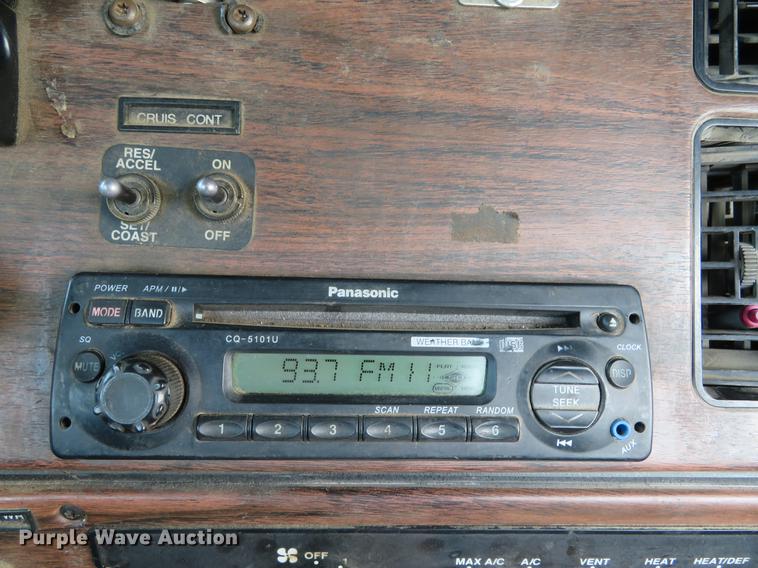 CRUIS CONT
RES/
ACCEL
ON
SET/
COAST
OFF
Panasonic
POWER
APM / II / ▶
MODE
BAND
CQ-5101U
WEATHER BAND
SQ
MUTE
CLOCK
DISP
93.7 FM
TUNE
SEEK
SCAN
REPEAT
RANDOM
1
2
3
4
5
6
AUX
OFF
MAX A/C
A/C
VENT
HEAT
HEAT/DEF
Purple Wave Auction